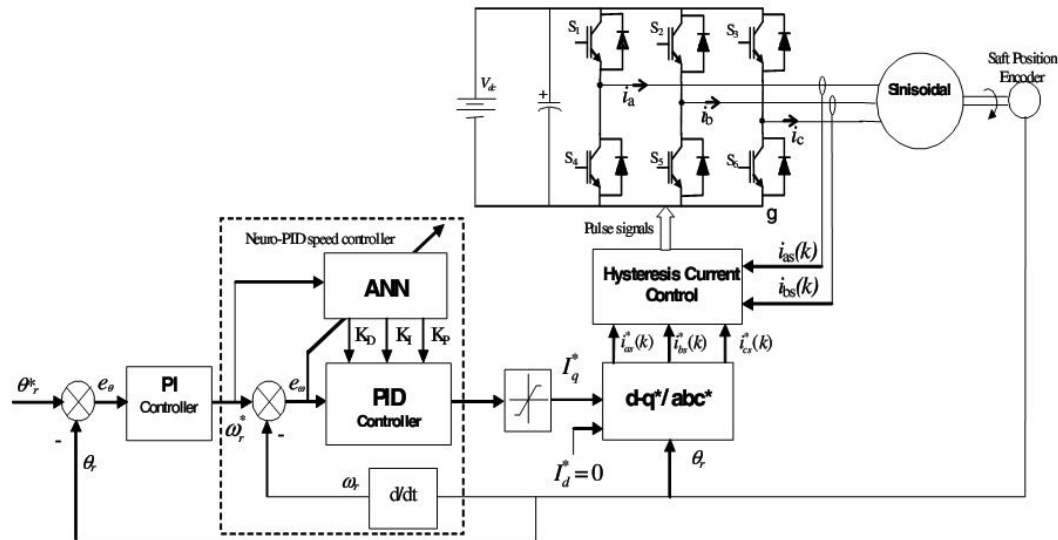 S1
S2
S3
Saft Position
Encoder
Vdc
+
Sinisoidal
ia
ib
ic
S4
S5
S6
g
Pulse signals
Neuro-PID speed controller
ias(k)
Hysteresis Current
Control
ibs(k)
ANN
KD KI KP
i*as(k) i*bs(k) i*cs(k)
θ*r
eθ
PI
Controller
eω
PID
Controller
I*q
d-q*/ abc*
ω*r
-
-
θr
I*d=0
θr
ωr
d/dt